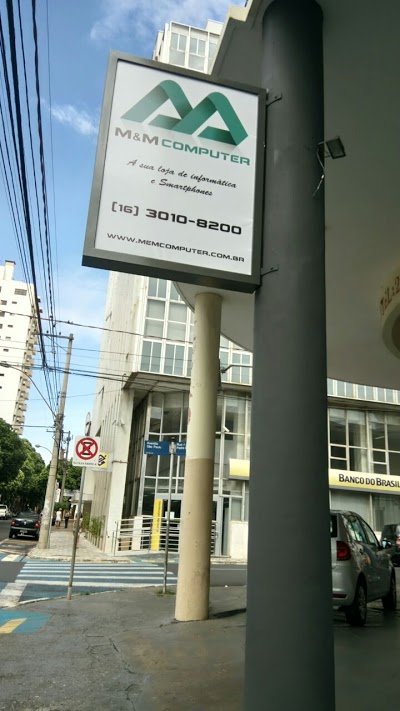 M&M COMPUTER
A sua loja de informática
e Smartphones
(16) 3010-8200
WWW.MEMCOMPUTER.COM.BR
BANCO DO BRASIL